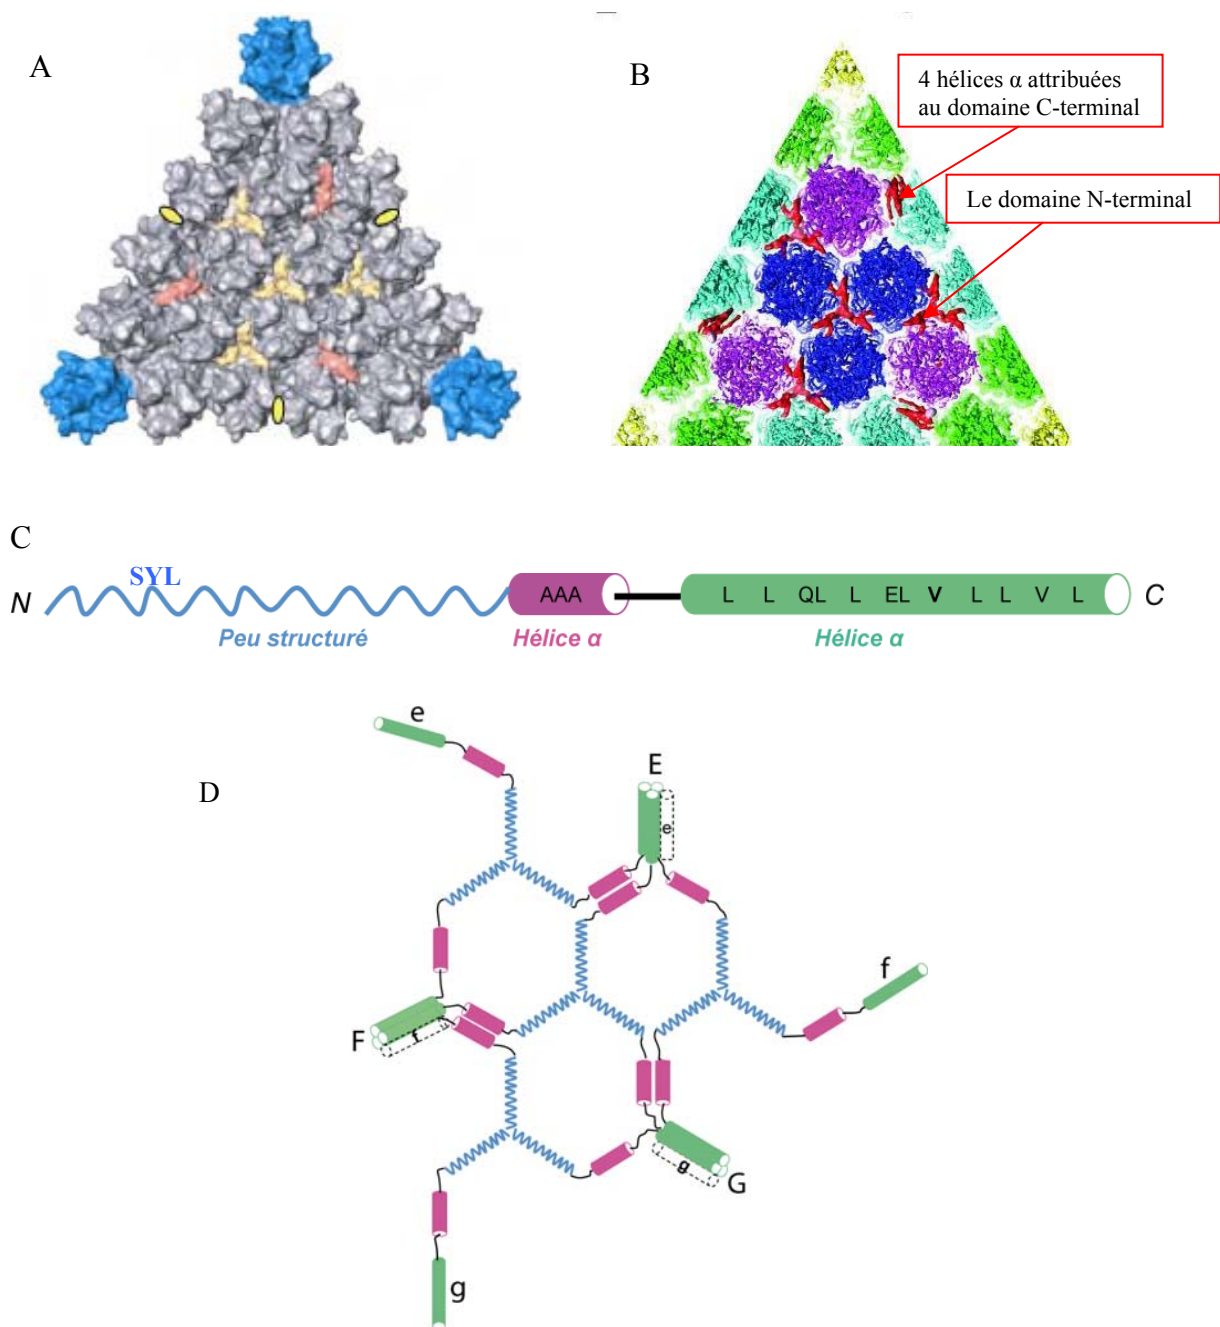 A
B
4 hélices α attribuées
au domaine C-terminal
Le domaine N-terminal
C
SYL
N
AAA
L L QL L EL V L L V L
C
Peu structuré
Hélice α
Hélice α
D
e
E
e
f
F
f
g
G
g